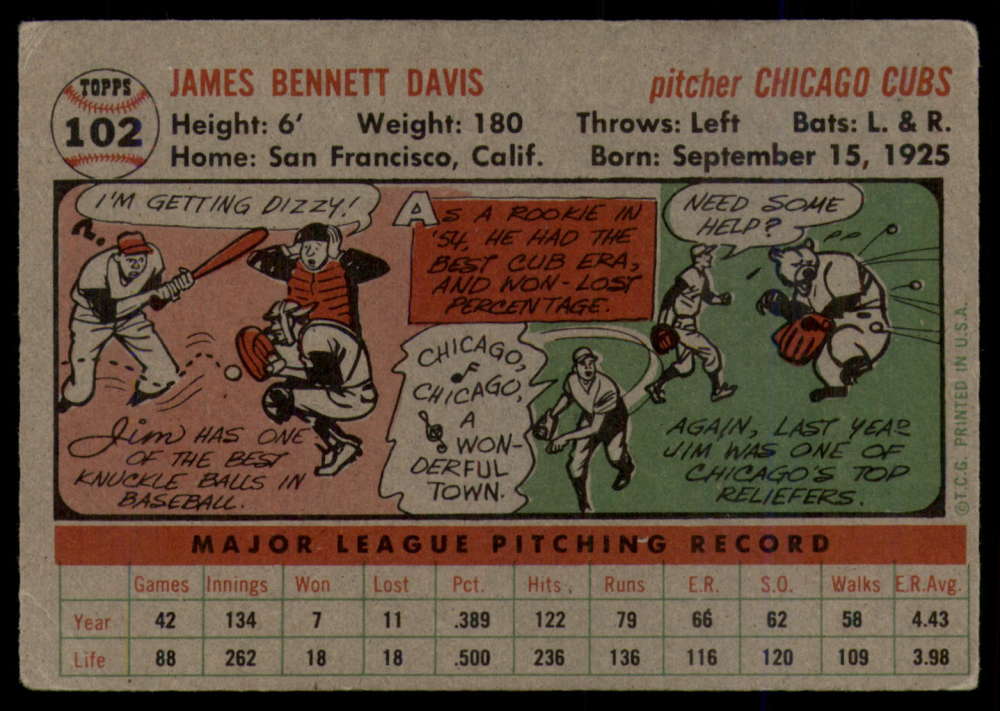 TOPPS
102
JAMES BENNETT DAVIS pitcher CHICAGO CUBS
Height: 6' Weight: 180 Throws: Left Bats: L. & R.
Home: San Francisco, Calif. Born: September 15, 1925
I'M GETTING DIZZY!
?
Jim HAS ONE
OF THE BEST
KNUCKLE BALLS IN
BASEBALL.
AS A ROOKIE IN
'54, HE HAD THE
BEST CUB ERA,
AND WON-LOST
PERCENTAGE.
CHICAGO,
CHICAGO,
A
WON-
DERFUL
TOWN.
NEED SOME
HELP?
AGAIN, LAST YEAR
JIM WAS ONE OF
CHICAGO'S TOP
RELIEFERS.
© T.C.G. PRINTED IN U.S.A.
MAJOR LEAGUE PITCHING RECORD
Games Innings Won Lost Pct. Hits Runs E.R. S.O. Walks E.R.Avg.
Year 42 134 7 11 .389 122 79 66 62 58 4.43
Life 88 262 18 18 .500 236 136 116 120 109 3.98